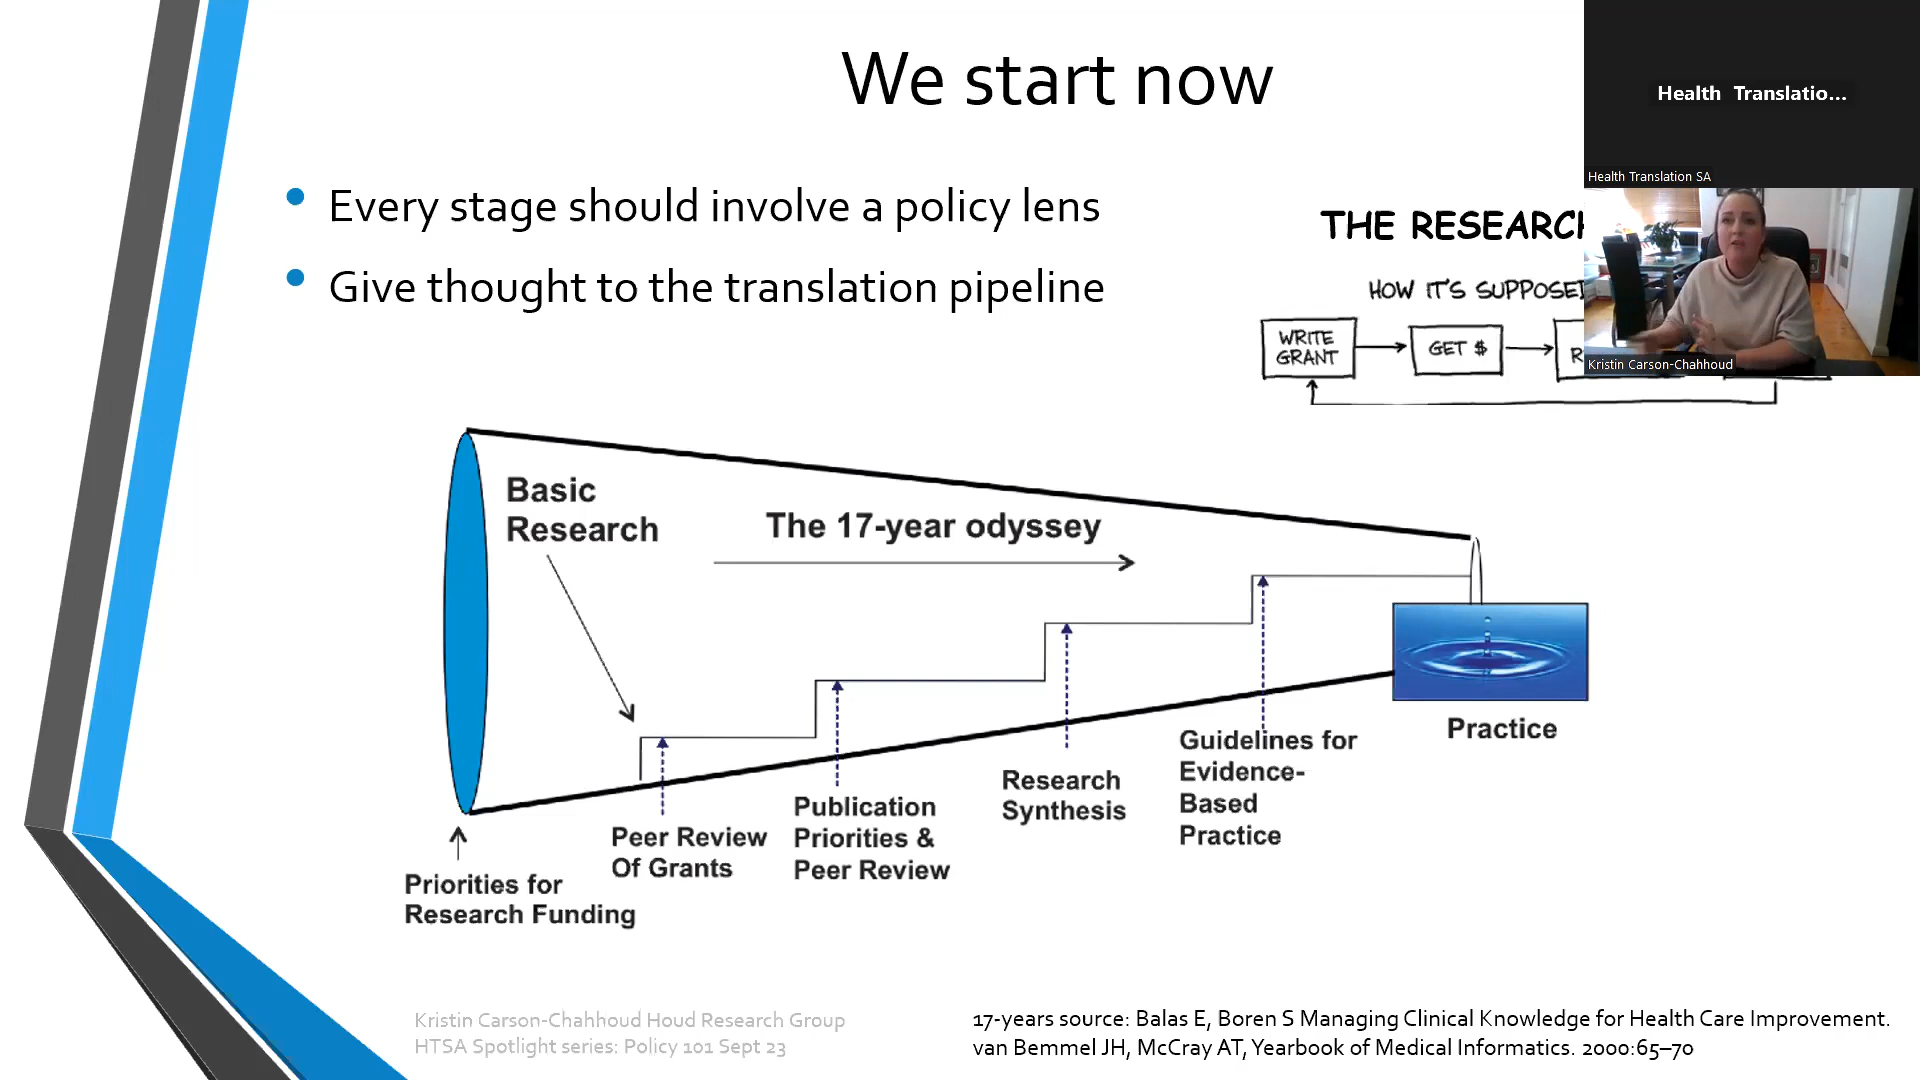 We start now
• Every stage should involve a policy lens
• Give thought to the translation pipeline
Health Translatio...
Health Translation SA
Kristin Carson-Chahhoud
THE RESEARCH
HOW IT'S SUPPOSED
WRITE
GRANT
GET $
Basic
Research
The 17-year odyssey
Priorities for
Research Funding
Peer Review
Of Grants
Publication
Priorities &
Peer Review
Research
Synthesis
Guidelines for
Evidence-
Based
Practice
Practice
Kristin Carson-Chahhoud Houd Research Group
HTSA Spotlight series: Policy 101 Sept 23
17-years source: Balas E, Boren S Managing Clinical Knowledge for Health Care Improvement.
van Bemmel JH, McCray AT, Yearbook of Medical Informatics. 2000:65–70